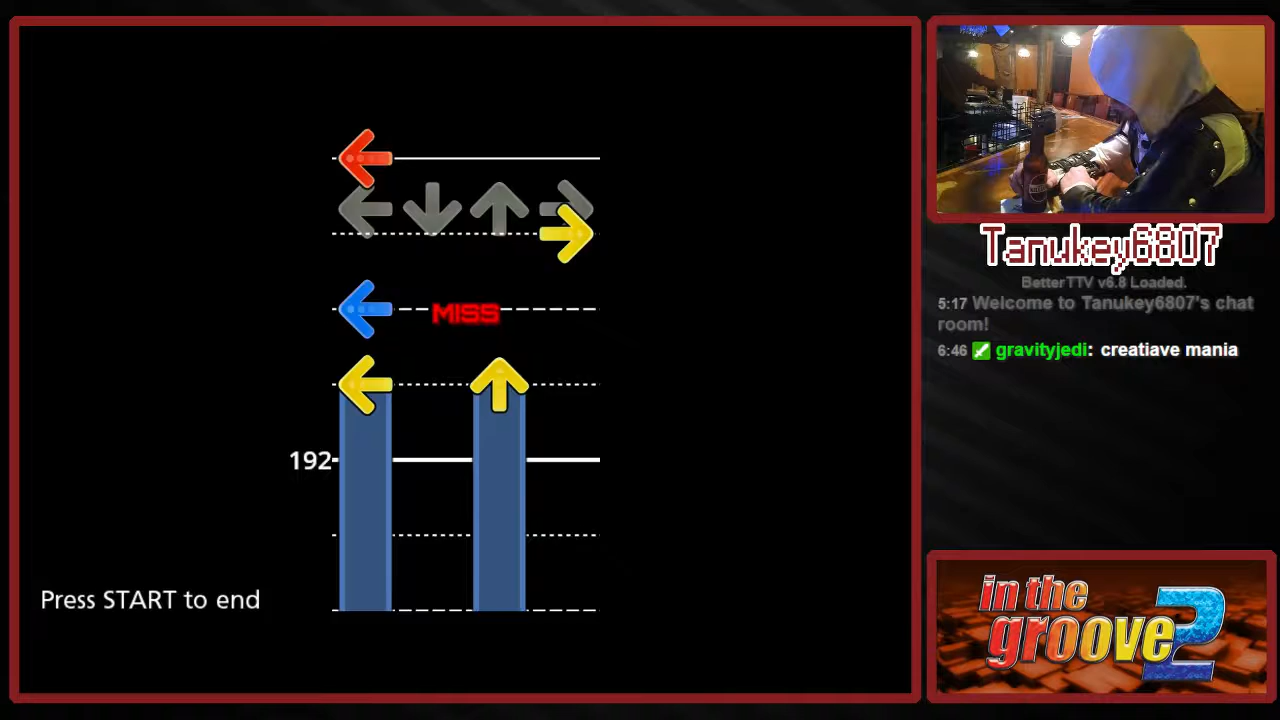 MISS
192
Press START to end
Tanukey6807
BetterTTV v6.8 Loaded.
5:17 Welcome to Tanukey6807's chat
room!
6:46 gravityjedi: creatiave mania
in the
groove
2